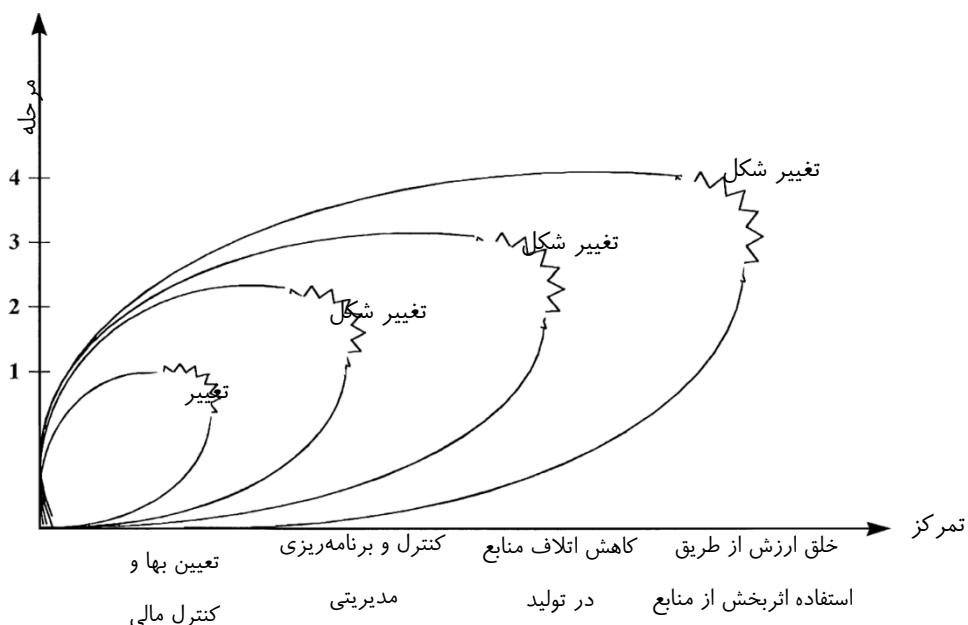 مرحله
4
تغییر شکل
3
تغییر شکل
2
تغییر شکل
1
تغییر
تمرکز
خلق ارزش از طریق
استفاده اثربخش از منابع
کاهش اتلاف منابع
در تولید
کنترل و برنامه‌ریزی
مدیریتی
تعیین بها و
کنترل مالی